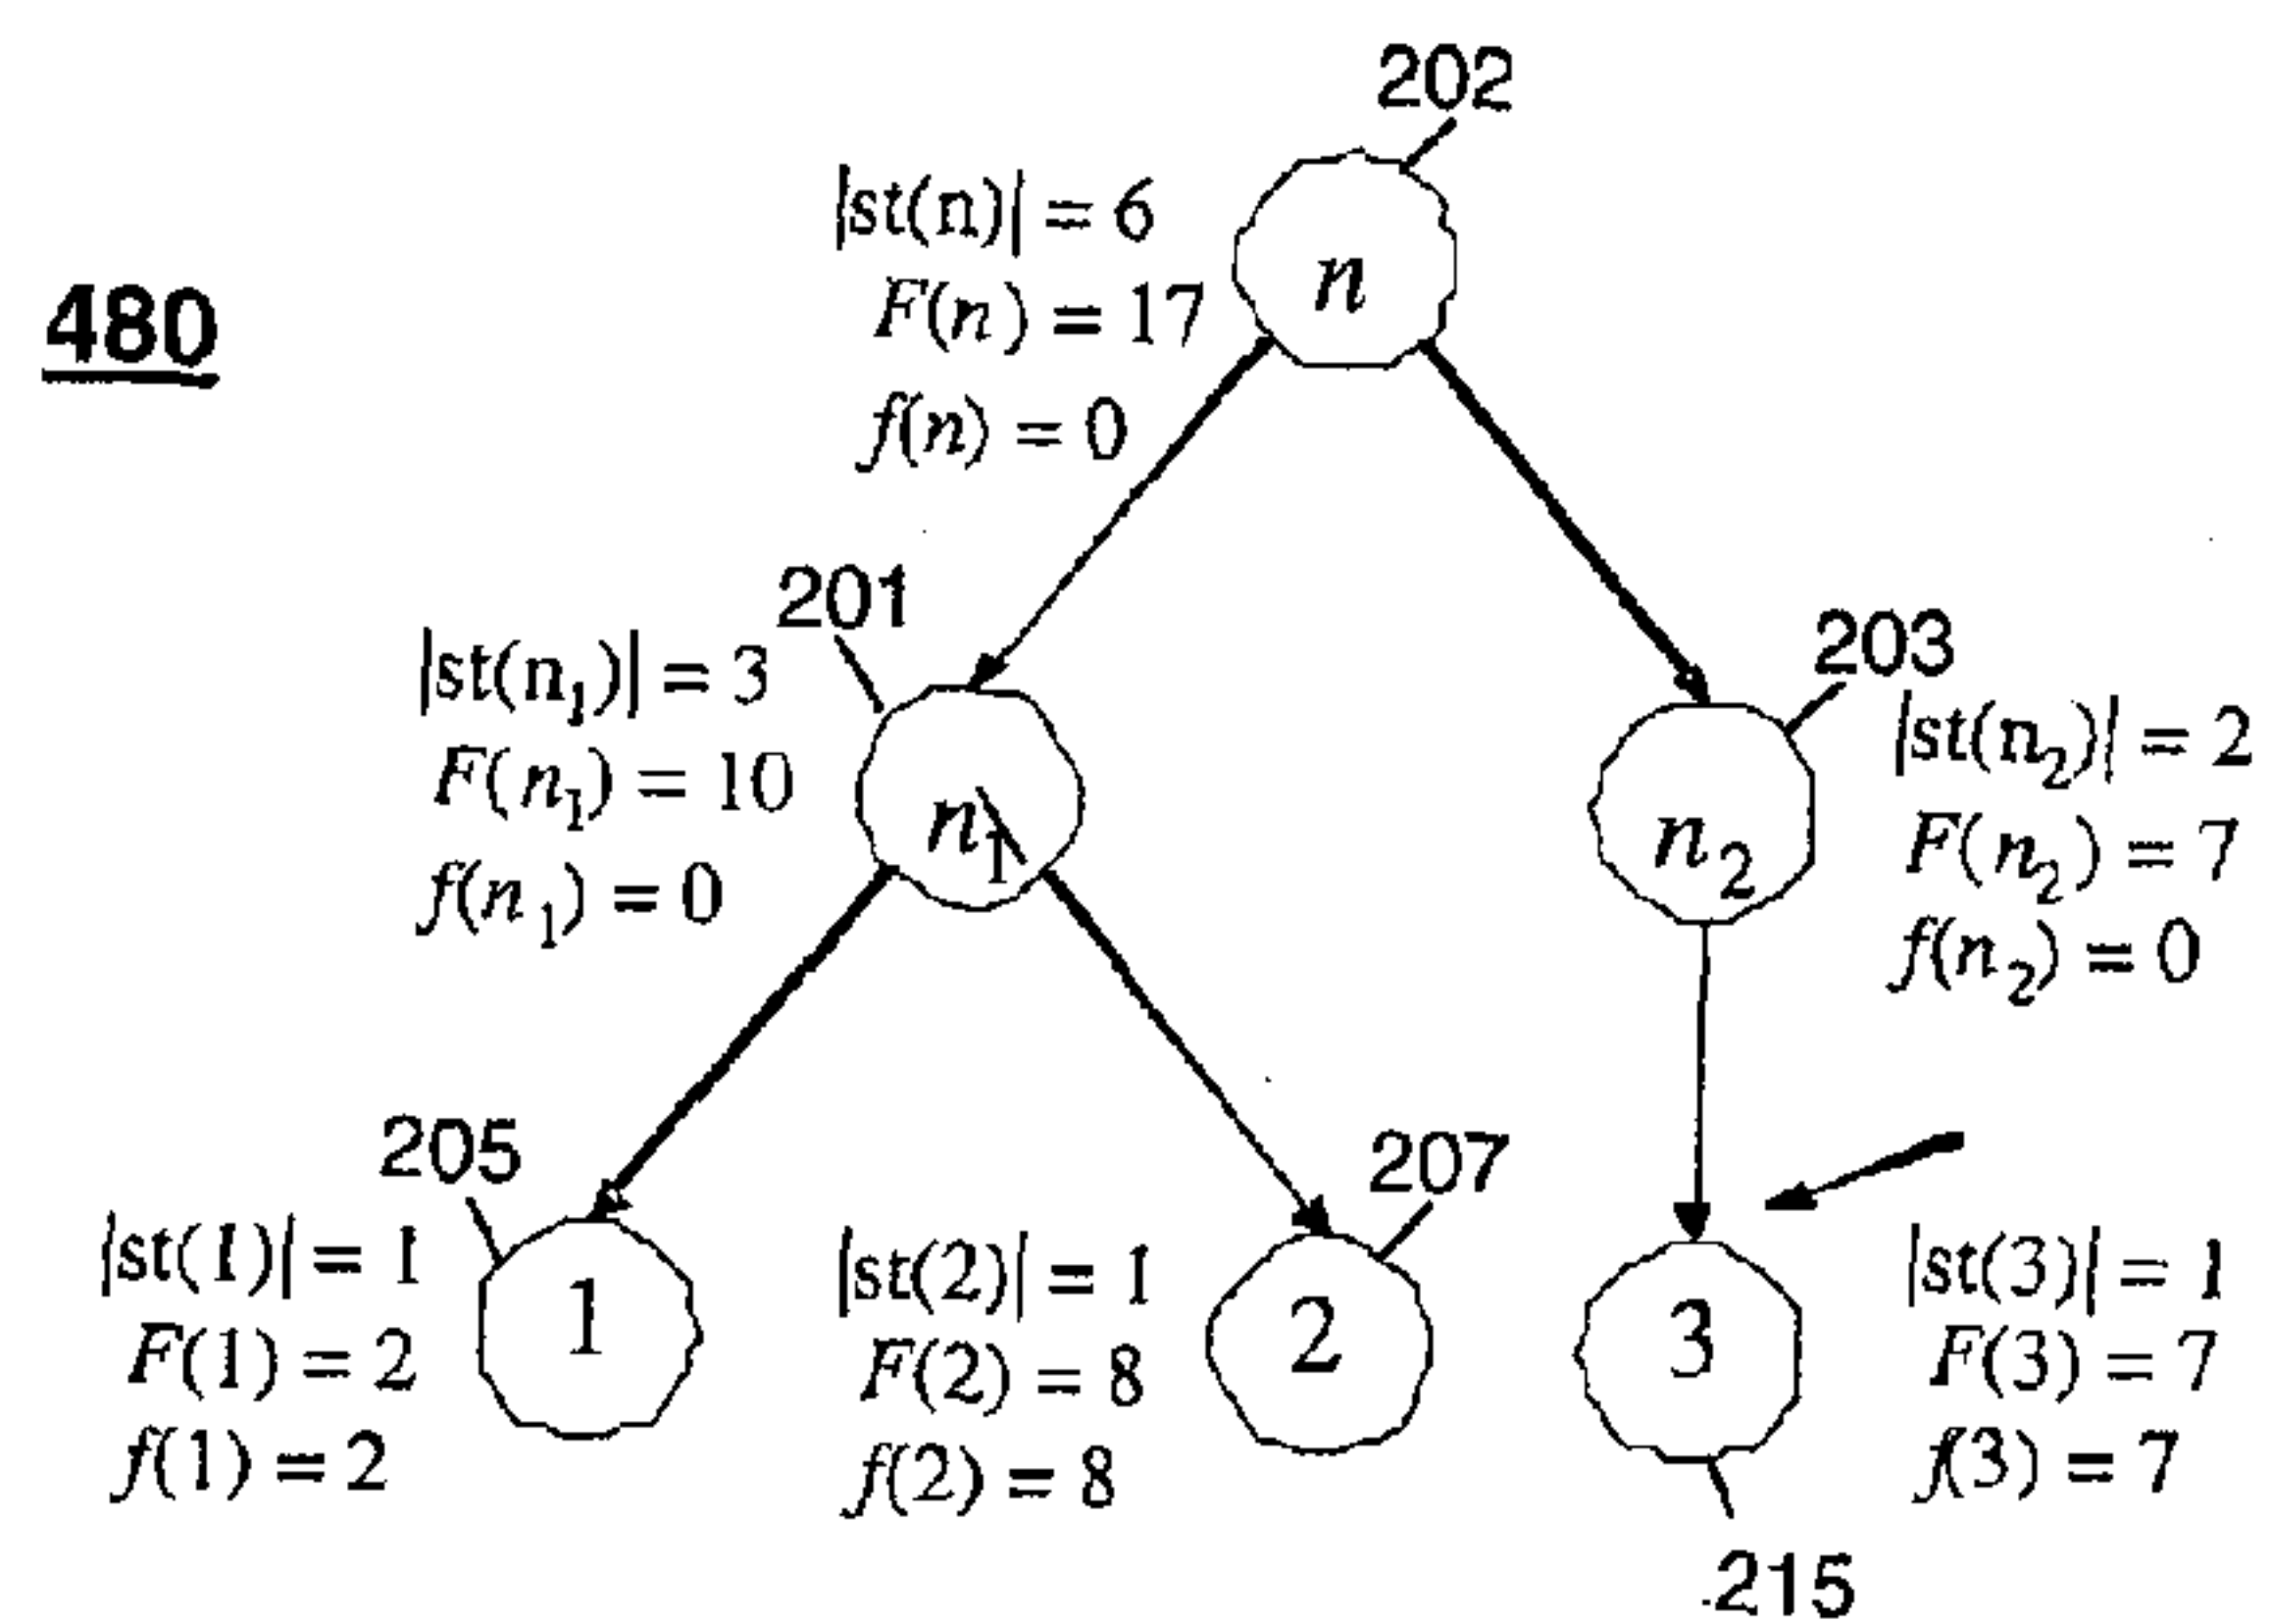 202
|st(n)| = 6
F(n) = 17
f(n) = 0
n
480
201
|st(n₁)| = 3
F(n₁) = 10
f(n₁) = 0
n₁
203
|st(n₂)| = 2
F(n₂) = 7
f(n₂) = 0
n₂
205
|st(1)| = 1
F(1) = 2
f(1) = 2
1
207
|st(2)| = 1
F(2) = 8
f(2) = 8
2
|st(3)| = 1
F(3) = 7
f(3) = 7
3
215